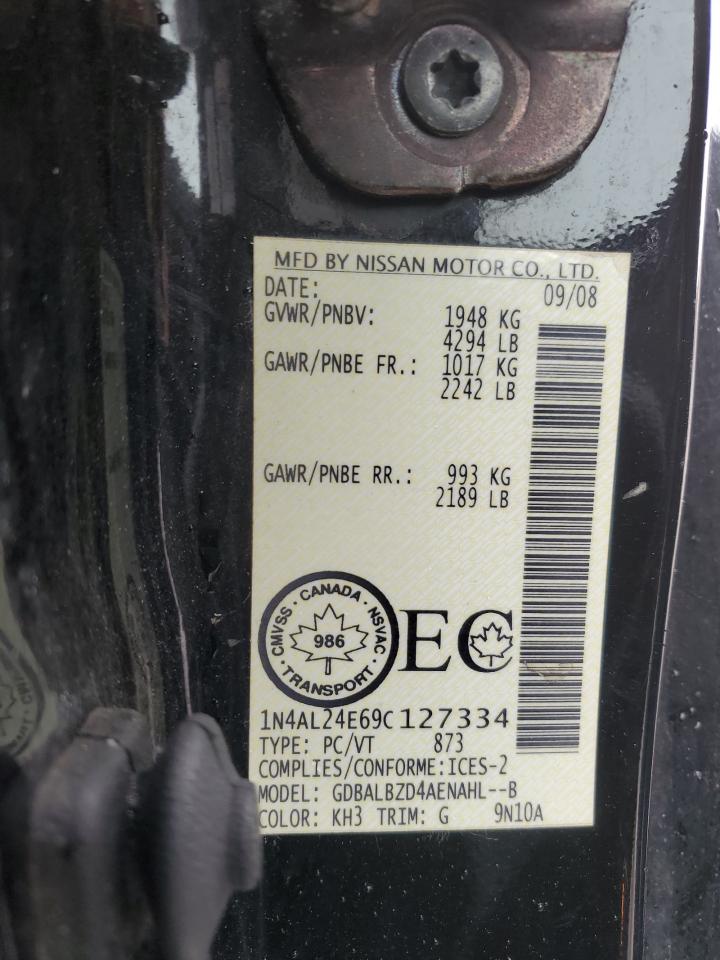 MFD BY NISSAN MOTOR CO., LTD.
DATE: 09/08
GVWR/PNBV: 1948 KG
4294 LB
GAWR/PNBE FR.: 1017 KG
2242 LB
GAWR/PNBE RR.: 993 KG
2189 LB
CMVSS · CANADA · NSVAC · TRANSPORT ·
986
EC
1N4AL24E69C127334
TYPE: PC/VT 873
COMPLIES/CONFORME:ICES-2
MODEL: GDBALBZD4AENAHL--B
COLOR: KH3 TRIM: G 9N10A